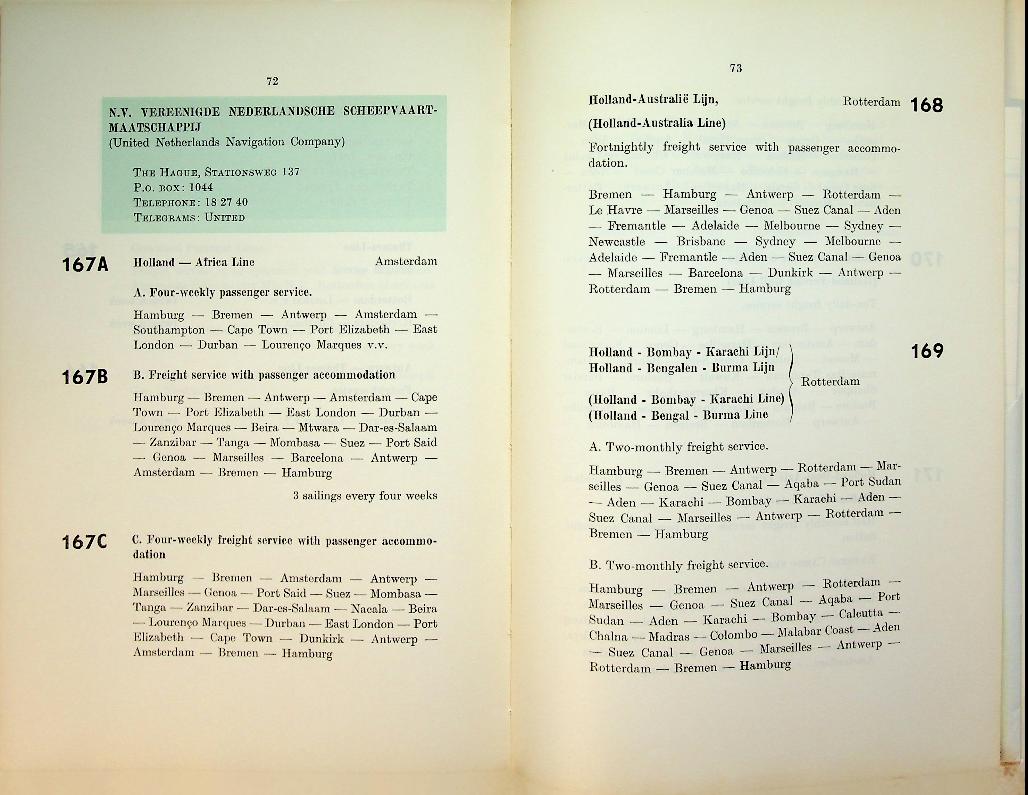 72
N.V. VEREENIGDE NEDERLANDSCHE SCHEEPVAART-
MAATSCHAPPIJ
(United Netherlands Navigation Company)
The Hague, Stationsweg 137
P.o. box: 1044
Telephone: 18 27 40
Telegrams: United
167A Holland — Africa Line Amsterdam
A. Four-weekly passenger service.
Hamburg — Bremen — Antwerp — Amsterdam —
Southampton — Cape Town — Port Elizabeth — East
London — Durban — Lourenço Marques v.v.
167B B. Freight service with passenger accommodation
Hamburg — Bremen — Antwerp — Amsterdam — Cape
Town — Port Elizabeth — East London — Durban —
Lourenço Marques — Beira — Mtwara — Dar-es-Salaam
— Zanzibar — Tanga — Mombasa — Suez — Port Said
— Genoa — Marseilles — Barcelona — Antwerp —
Amsterdam — Bremen — Hamburg
3 sailings every four weeks
167C C. Four-weekly freight service with passenger accommo-
dation
Hamburg — Bremen — Amsterdam — Antwerp —
Marseilles — Genoa — Port Said — Suez — Mombasa —
Tanga — Zanzibar — Dar-es-Salaam — Nacala — Beira
— Lourenço Marques — Durban — East London — Port
Elizabeth — Cape Town — Dunkirk — Antwerp —
Amsterdam — Bremen — Hamburg
73
Holland-Australië Lijn, Rotterdam 168
(Holland-Australia Line)
Fortnightly freight service with passenger accommo-
dation.
Bremen — Hamburg — Antwerp — Rotterdam —
Le Havre — Marseilles — Genoa — Suez Canal — Aden
— Fremantle — Adelaide — Melbourne — Sydney —
Newcastle — Brisbane — Sydney — Melbourne —
Adelaide — Fremantle — Aden — Suez Canal — Genoa
— Marseilles — Barcelona — Dunkirk — Antwerp —
Rotterdam — Bremen — Hamburg
Holland - Bombay - Karachi Lijn/ 169
Holland - Bengalen - Burma Lijn
Rotterdam
(Holland - Bombay - Karachi Line)
(Holland - Bengal - Burma Line
A. Two-monthly freight service.
Hamburg — Bremen — Antwerp — Rotterdam — Mar-
seilles — Genoa — Suez Canal — Aqaba — Port Sudan
— Aden — Karachi — Bombay — Karachi — Aden —
Suez Canal — Marseilles — Antwerp — Rotterdam —
Bremen — Hamburg
B. Two-monthly freight service.
Hamburg — Bremen — Antwerp — Rotterdam —
Marseilles — Genoa — Suez Canal — Aqaba — Port
Sudan — Aden — Karachi — Bombay — Calcutta —
Chalna — Madras — Colombo — Malabar Coast — Aden
— Suez Canal — Genoa — Marseilles — Antwerp —
Rotterdam — Bremen — Hamburg